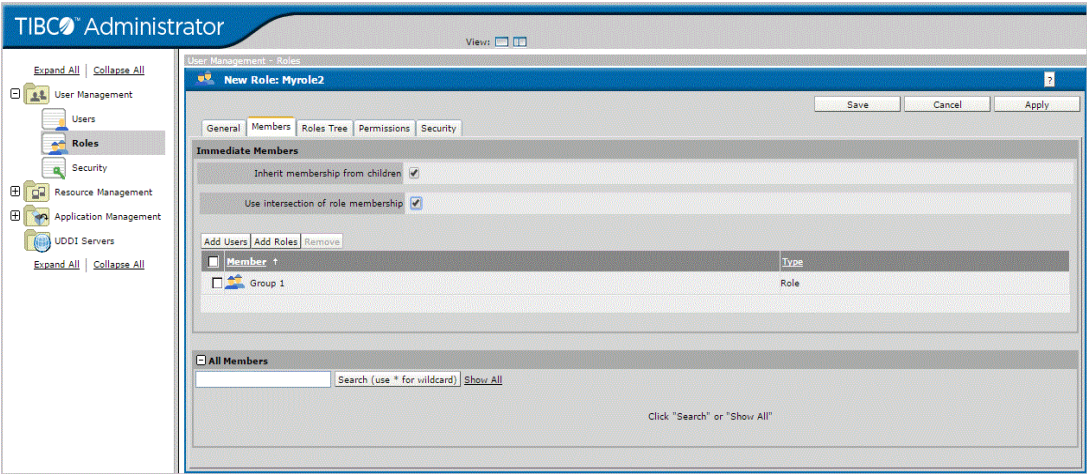 TIBCO™ Administrator
View:
Expand All | Collapse All
User Management
Users
Roles
Security
Resource Management
Application Management
UDDI Servers
Expand All | Collapse All
User Management - Roles
New Role: Myrole2
?
Save Cancel Apply
General Members Roles Tree Permissions Security
Immediate Members
Inherit membership from children
Use intersection of role membership
Add Users Add Roles Remove
Member ↑ Type
Group 1 Role
All Members
Search (use * for wildcard) Show All
Click "Search" or "Show All"